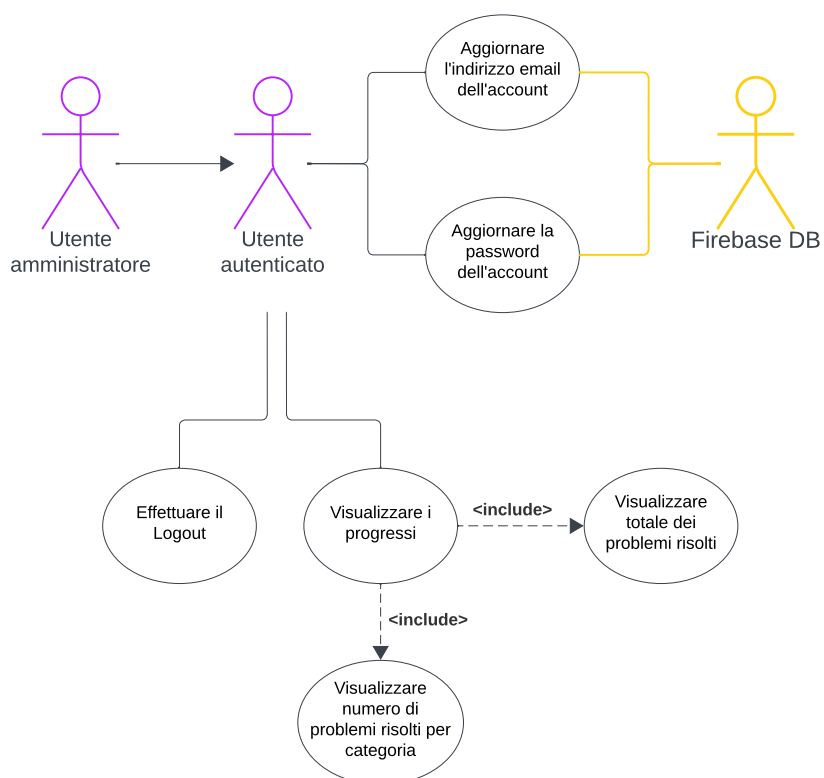 Aggiornare
l'indirizzo email
dell'account
Utente
amministratore
Utente
autenticato
Aggiornare la
password
dell'account
Firebase DB
Effettuare il
Logout
Visualizzare i
progressi
<include>
Visualizzare
totale dei
problemi risolti
<include>
Visualizzare
numero di
problemi risolti per
categoria